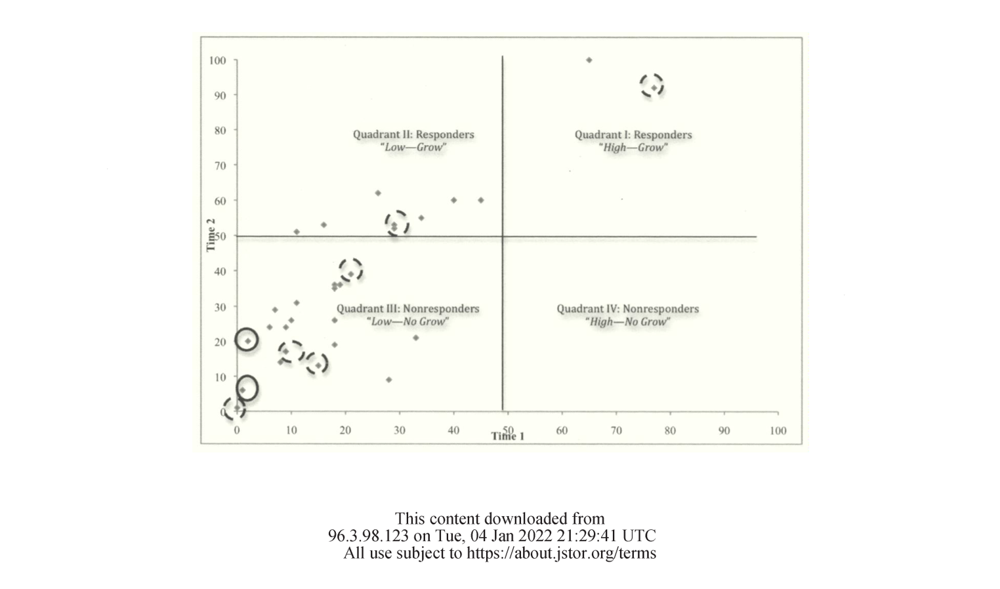 100
90
80
70
60
50
40
30
20
10
0
Time 2
Quadrant II: Responders
"Low—Grow"
Quadrant I: Responders
"High—Grow"
Quadrant III: Nonresponders
"Low—No Grow"
Quadrant IV: Nonresponders
"High—No Grow"
0 10 20 30 40 50 60 70 80 90 100
Time 1
This content downloaded from
96.3.98.123 on Tue, 04 Jan 2022 21:29:41 UTC
All use subject to https://about.jstor.org/terms